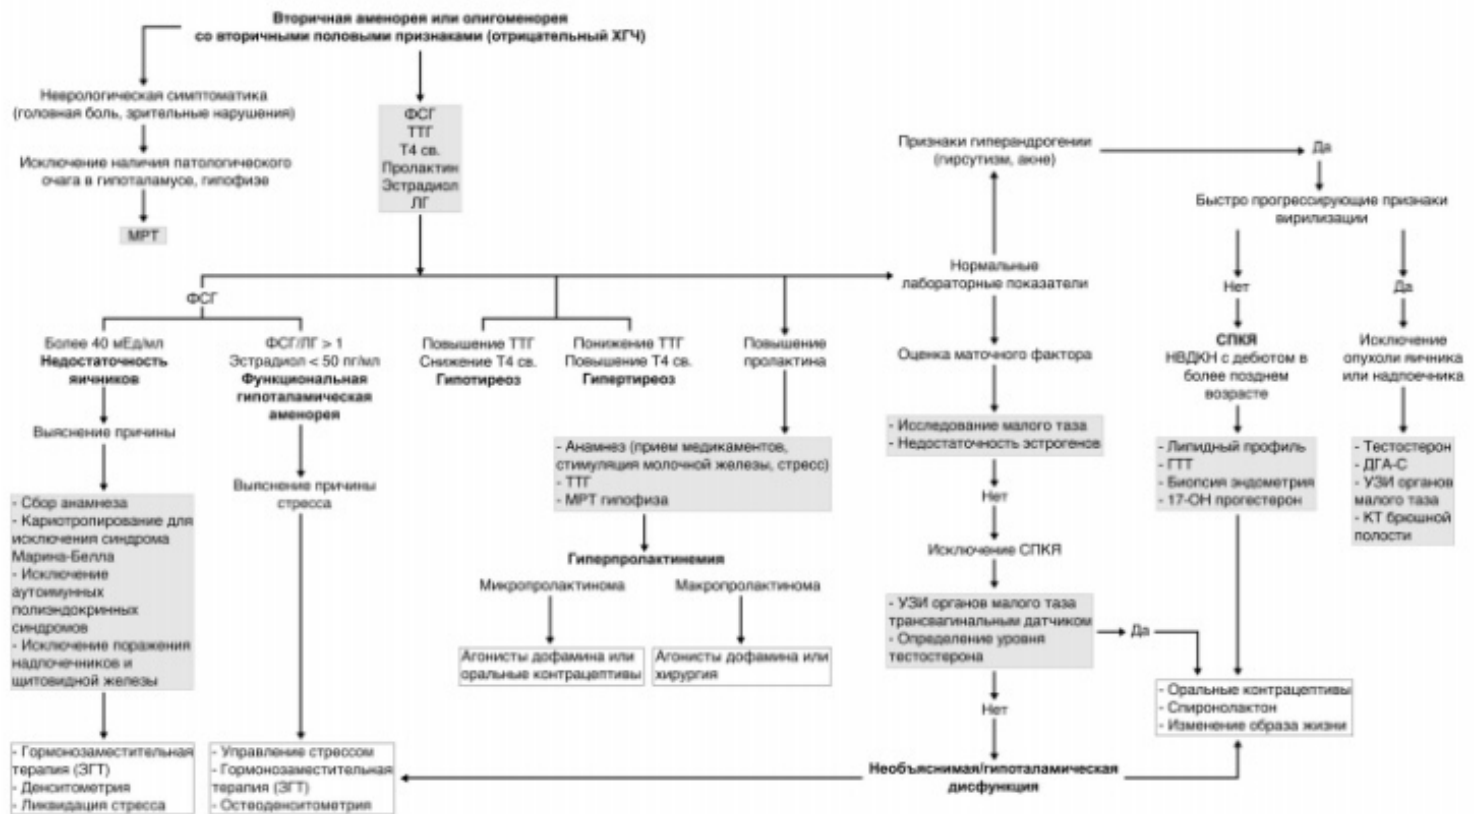 Вторичная аменорея или олигоменорея
со вторичными половыми признаками (отрицательный ХГЧ)
Неврологическая симптоматика
(головная боль, зрительные нарушения)
Исключение наличия патологического
очага в гипоталамусе, гипофизе
МРТ
ФСГ
ТТГ
Т4 св.
Пролактин
Эстрадиол
ЛГ
Признаки гиперандрогении
(гирсутизм, акне)
Да
Быстро прогрессирующие признаки
вирилизации
Нормальные
лабораторные показатели
Нет
Да
ФСГ
Более 40 мЕд/мл
Недостаточность
яичников
Выяснение причины
- Сбор анамнеза
- Кариотропирование для
исключения синдрома
Марина-Белла
- Исключение
аутоимунных
полиэндокринных
синдромов
- Исключение поражения
надпочечников и
щитовидной железы
- Гормонозаместительная
терапия (ЗГТ)
- Денситометрия
- Ликвидация стресса
ФСГ/ЛГ > 1
Эстрадиол < 50 пг/мл
Функциональная
гипоталамическая
аменорея
Выяснение причины
стресса
- Управление стрессом
- Гормонозаместительная
терапия (ЗГТ)
- Остеоденситометрия
Повышение ТТГ
Снижение Т4 св.
Гипотиреоз
Понижение ТТГ
Повышение Т4 св.
Гипертиреоз
Повышение
пролактина
- Анамнез (прием медикаментов,
стимуляция молочной железы, стресс)
- ТТГ
- МРТ гипофиза
Гиперпролактинемия
Микропролактинома
Макропролактинома
Агонисты дофамина или
оральные контрацептивы
Агонисты дофамина или
хирургия
Оценка маточного фактора
- Исследование малого таза
- Недостаточность эстрогенов
Нет
Исключение СПКЯ
- УЗИ органов малого таза
трансвагинальным датчиком
- Определение уровня
тестостерона
Да
Нет
Необъяснимая/гипоталамическая
дисфункция
СПКЯ
НВДКН с дебютом в
более позднем
возрасте
- Липидный профиль
- ГТТ
- Биопсия эндометрия
- 17-ОН прогестерон
Исключение
опухоли яичника
или надпоечника
- Тестостерон
- ДГА-С
- УЗИ органов
малого таза
- КТ брюшной
полости
- Оральные контрацептивы
- Спиронолактон
- Изменение образа жизни